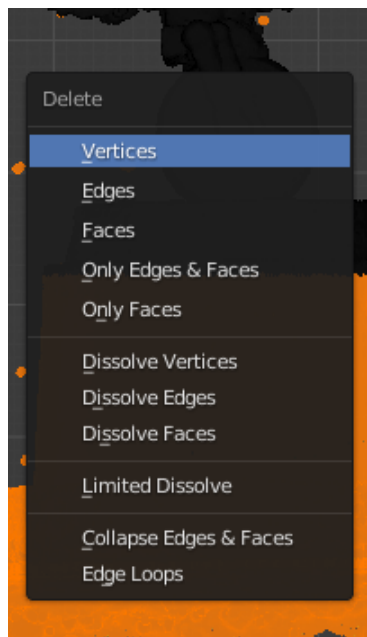 Delete
Vertices
Edges
Faces
Only Edges & Faces
Only Faces
Dissolve Vertices
Dissolve Edges
Dissolve Faces
Limited Dissolve
Collapse Edges & Faces
Edge Loops